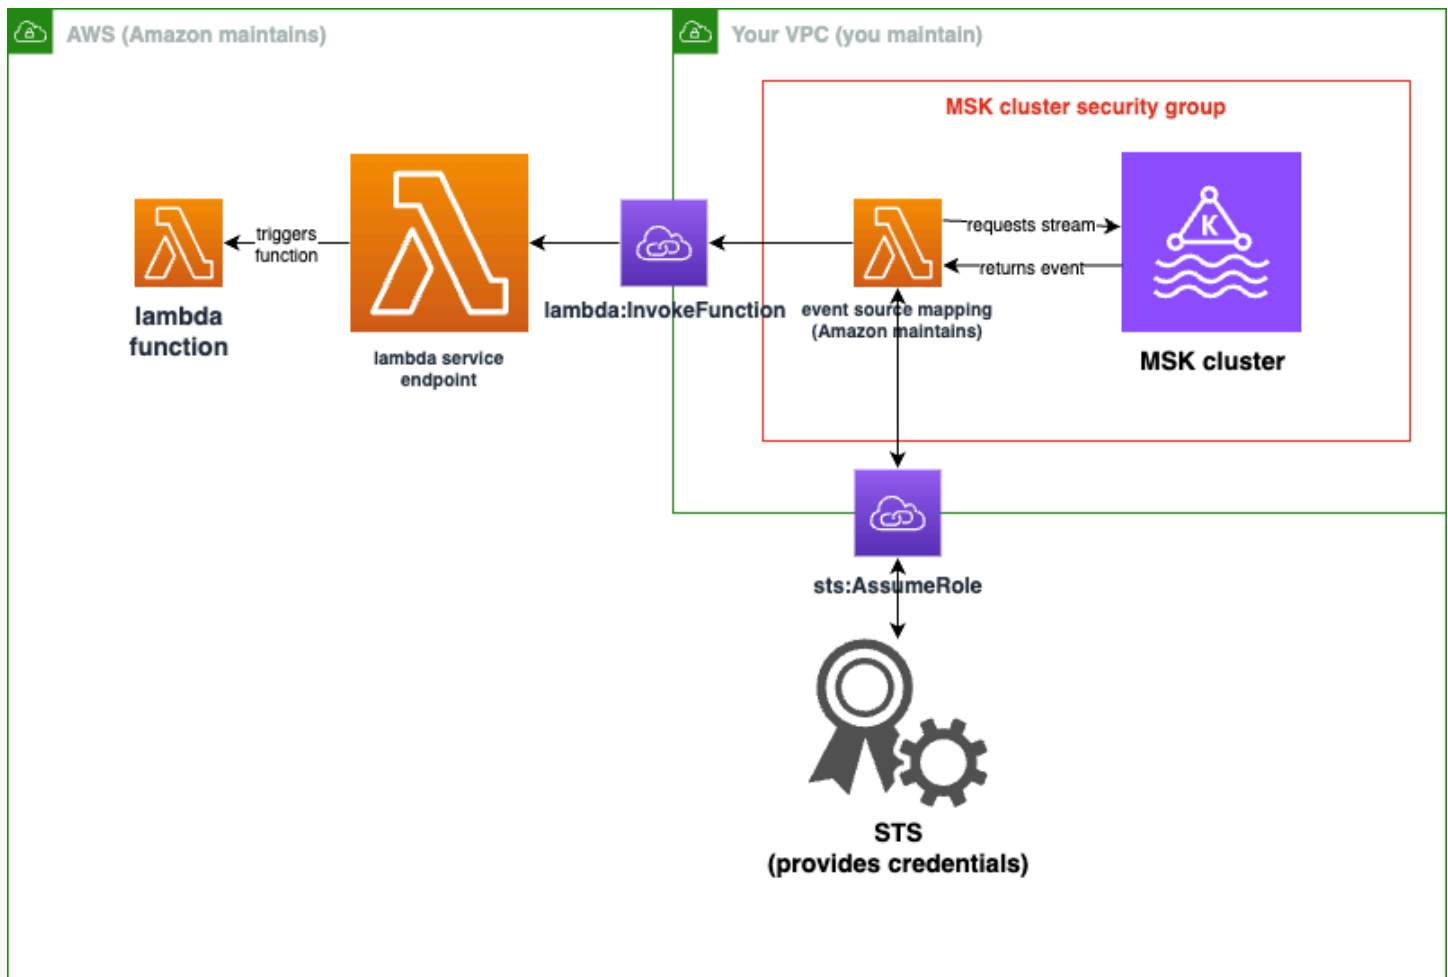 AWS (Amazon maintains)
Your VPC (you maintain)
MSK cluster security group
K
triggers
function
requests stream
returns event
lambda
function
lambda service
endpoint
lambda:InvokeFunction
event source mapping
(Amazon maintains)
MSK cluster
sts:AssumeRole
STS
(provides credentials)